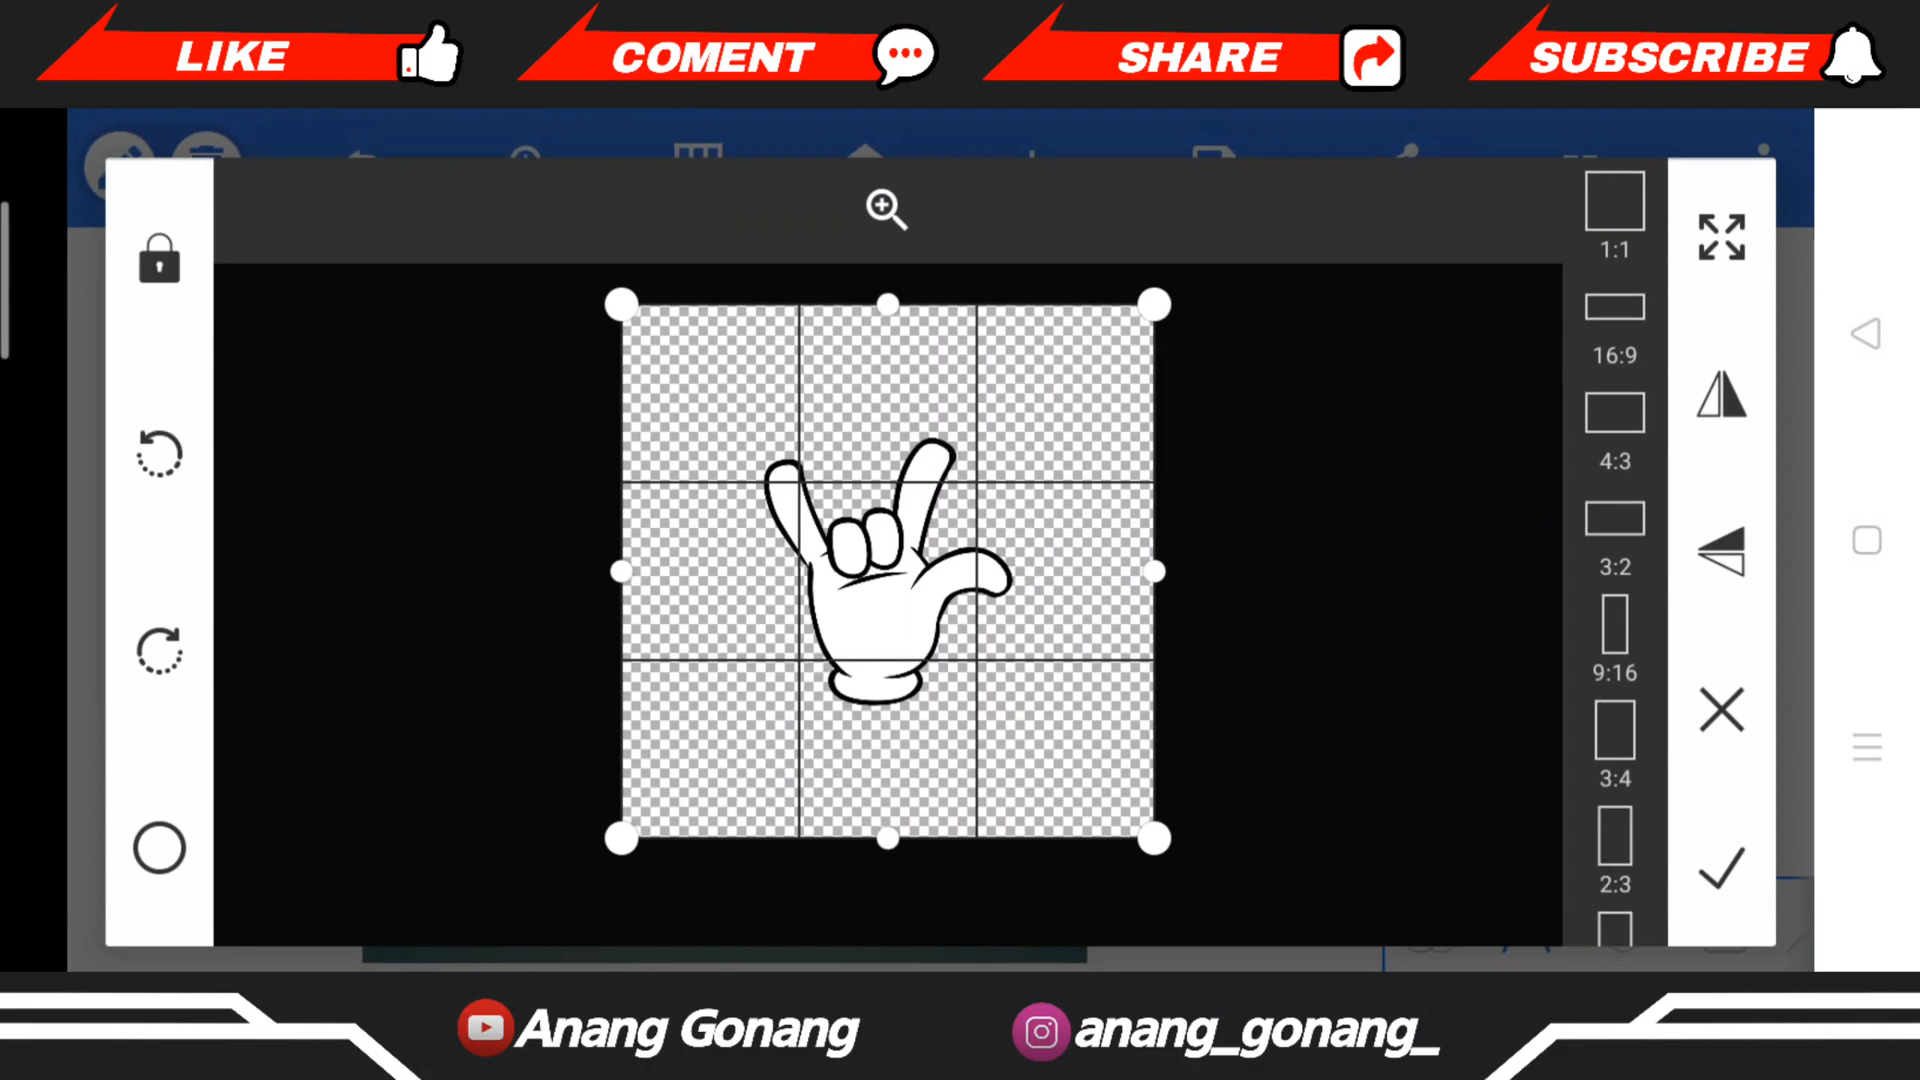 LIKE
COMENT
SHARE
SUBSCRIBE
1:1
16:9
4:3
3:2
9:16
3:4
2:3
Anang Gonang
anang_gonang_